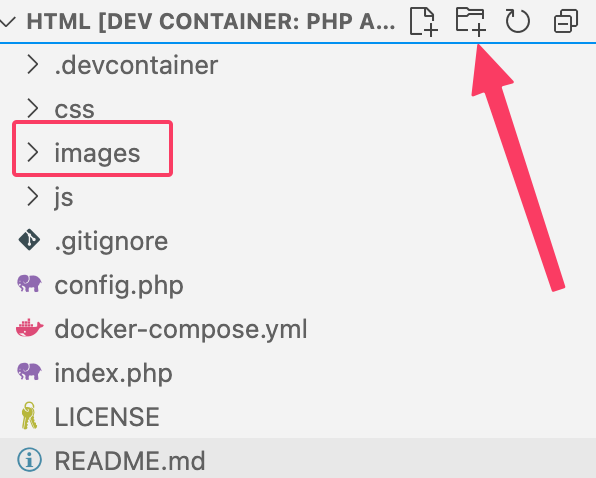 HTML [DEV CONTAINER: PHP A...
.devcontainer
css
images
js
.gitignore
config.php
docker-compose.yml
index.php
LICENSE
README.md